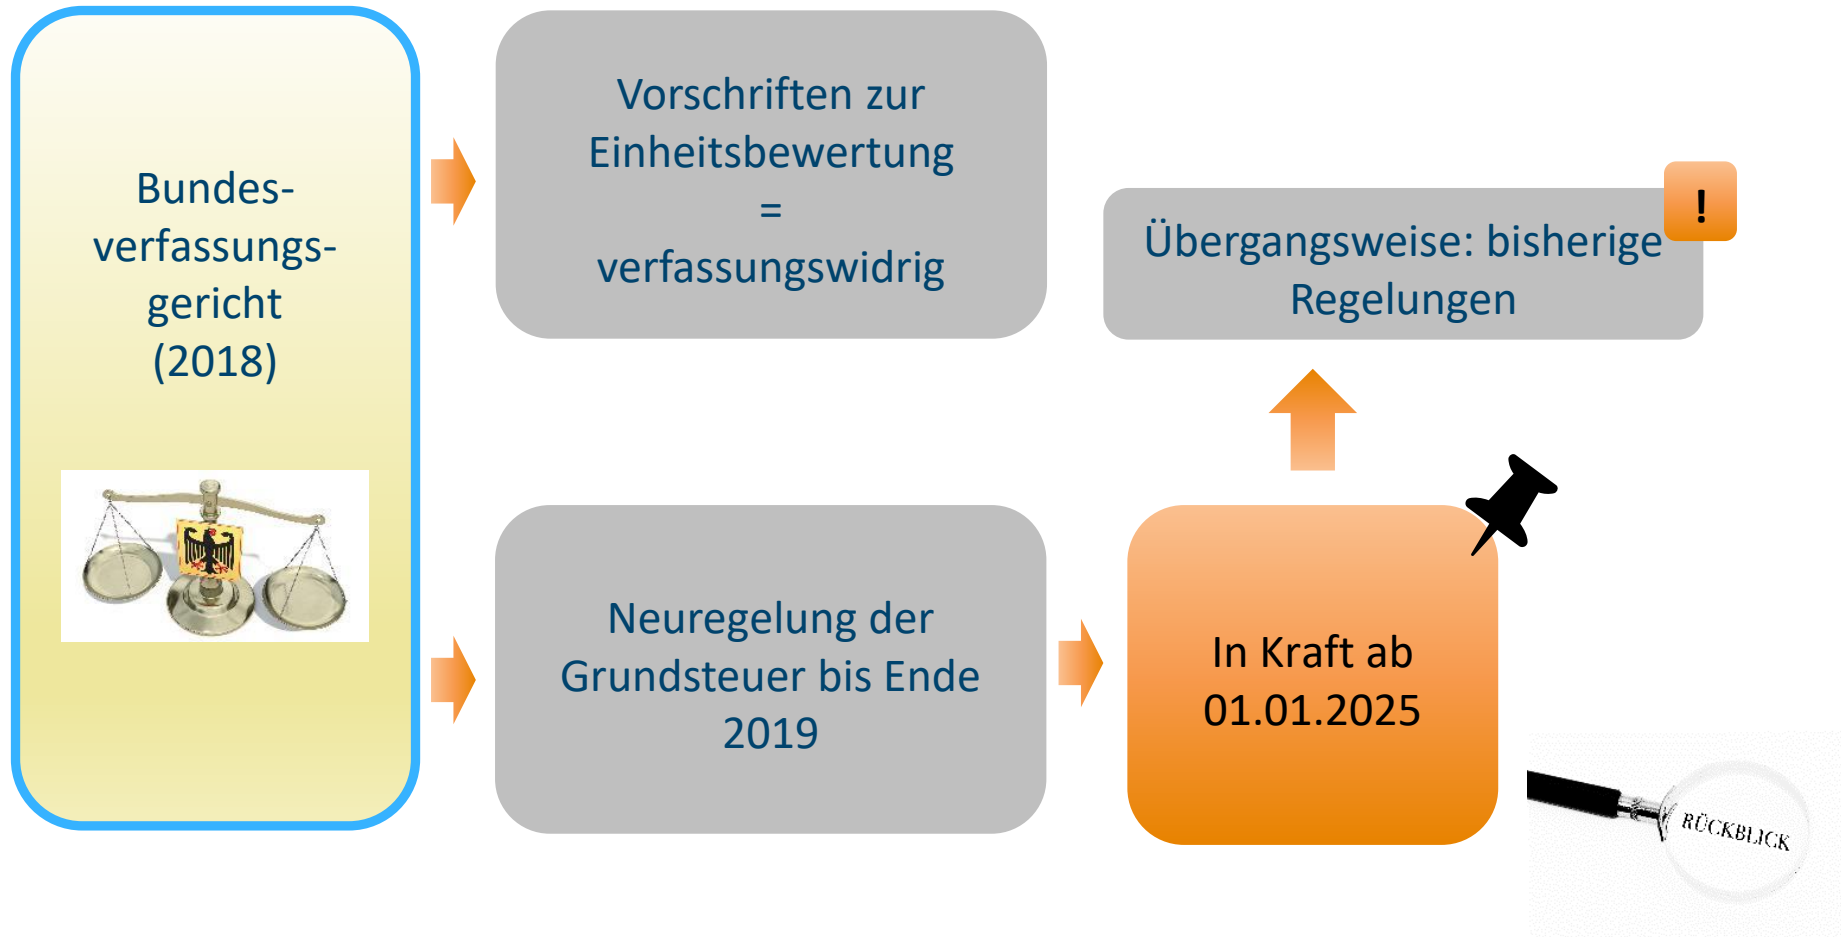 Bundes-
verfassungs-
gericht
(2018)
Vorschriften zur
Einheitsbewertung
=
verfassungswidrig
!
Übergangsweise: bisherige
Regelungen
Neuregelung der
Grundsteuer bis Ende
2019
In Kraft ab
01.01.2025
RÜCKBLICK